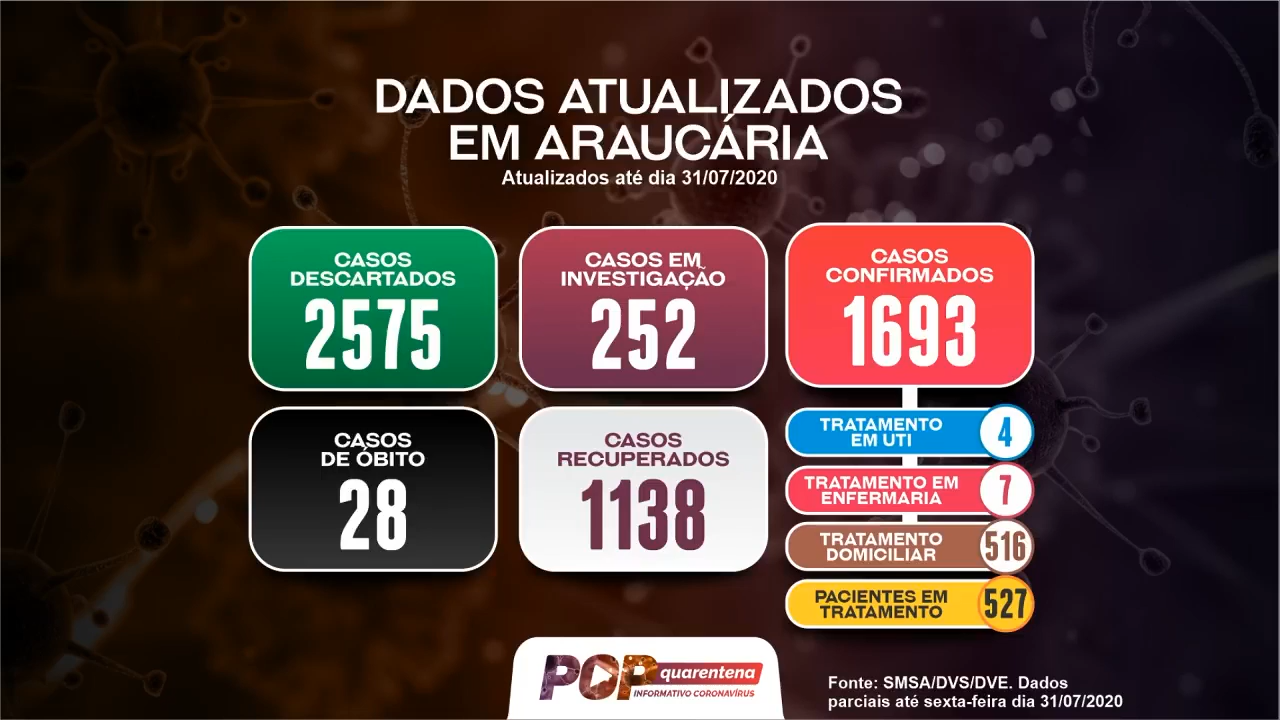 DADOS ATUALIZADOS
EM ARAUCÁRIA
Atualizados até dia 31/07/2020
CASOS
DESCARTADOS
2575
CASOS EM
INVESTIGAÇÃO
252
CASOS
CONFIRMADOS
1693
CASOS
DE ÓBITO
28
CASOS
RECUPERADOS
1138
TRATAMENTO
EM UTI
4
TRATAMENTO EM
ENFERMARIA
7
TRATAMENTO
DOMICILIAR
516
PACIENTES EM
TRATAMENTO
527
POP quarentena
INFORMATIVO CORONAVÍRUS
Fonte: SMSA/DVS/DVE. Dados
parciais até sexta-feira dia 31/07/2020